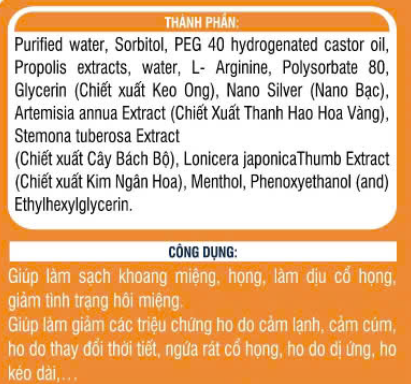 THÀNH PHẦN:
Purified water, Sorbitol, PEG 40 hydrogenated castor oil,
Propolis extracts, water, L- Arginine, Polysorbate 80,
Glycerin (Chiết xuất Keo Ong), Nano Silver (Nano Bạc),
Artemisia annua Extract (Chiết Xuất Thanh Hao Hoa Vàng),
Stemona tuberosa Extract
(Chiết xuất Cây Bách Bộ), Lonicera japonicaThumb Extract
(Chiết xuất Kim Ngân Hoa), Menthol, Phenoxyethanol (and)
Ethylhexylglycerin.
CÔNG DỤNG:
Giúp làm sạch khoang miệng, họng, làm dịu cổ họng,
giảm tình trạng hôi miệng.
Giúp làm giảm các triệu chứng ho do cảm lạnh, cảm cúm,
ho do thay đổi thời tiết, ngứa rát cổ họng, ho do dị ứng, ho
kéo dài,...